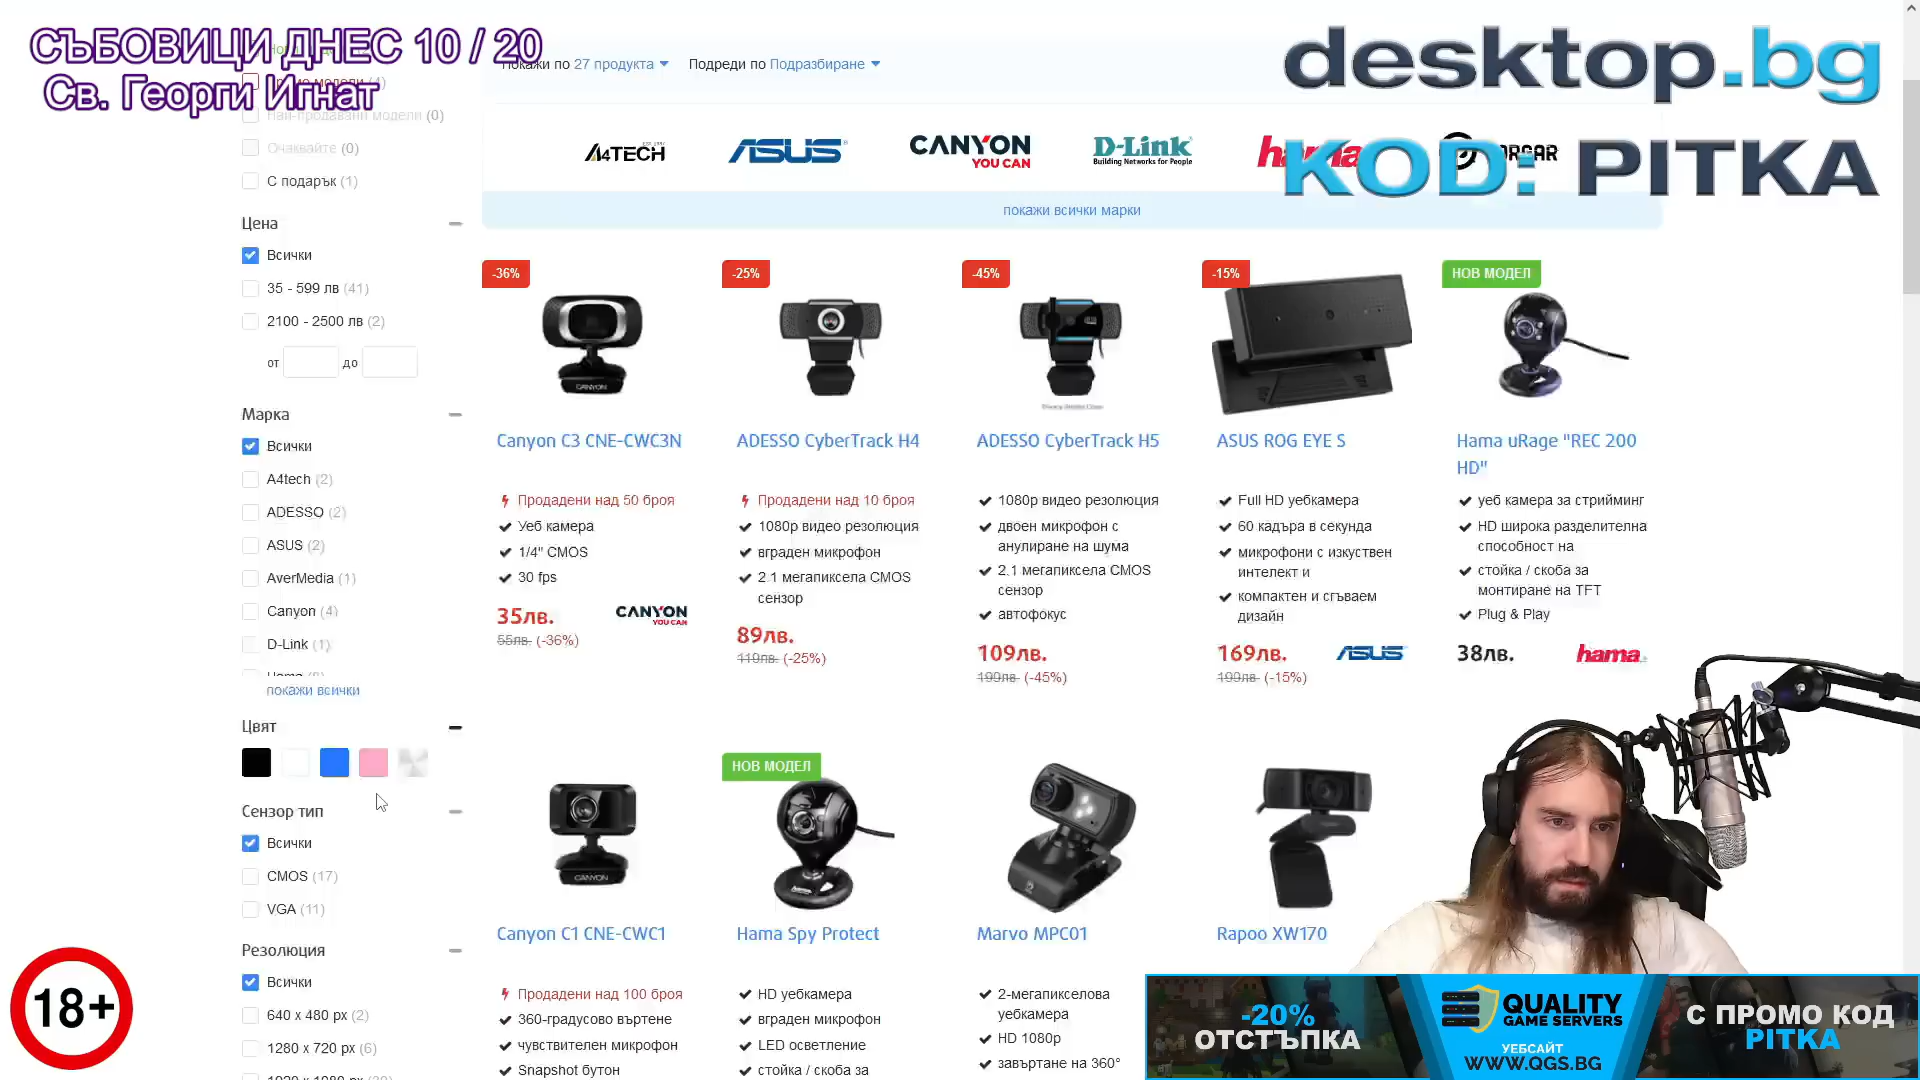 СЪБОВИЦИ ДНЕС 10 / 20
Св. Георги Игнат
desktop.bg
KOD: PITKA
Покажи по 27 продукта
Подреди по Подразбиране
Промо модели (4)
Най-продавани модели (0)
Очаквайте (0)
С подарък (1)
Цена
Всички
35 - 599 лв (41)
2100 - 2500 лв (2)
от
до
Марка
Всички
A4tech (2)
ADESSO (2)
ASUS (2)
AverMedia (1)
Canyon (4)
D-Link (1)
покажи всички
Цвят
Сензор тип
Всички
CMOS (17)
VGA (11)
Резолюция
Всички
640 x 480 px (2)
1280 x 720 px (6)
A4TECH
ASUS
CANYON
YOU CAN
D-Link
Building Networks for People
hama
покажи всички марки
-36%
CANYON
Canyon C3 CNE-CWC3N
Продадени над 50 броя
Уеб камера
1/4" CMOS
30 fps
35лв.
55лв. (-36%)
CANYON
YOU CAN
-25%
ADESSO CyberTrack H4
Продадени над 10 броя
1080p видео резолюция
вграден микрофон
2.1 мегапиксела CMOS
сензор
89лв.
119лв. (-25%)
-45%
ADESSO CyberTrack H5
1080p видео резолюция
двоен микрофон с
анулиране на шума
2.1 мегапиксела CMOS
сензор
автофокус
109лв.
199лв. (-45%)
-15%
ASUS ROG EYE S
Full HD уебкамера
60 кадъра в секунда
микрофони с изкуствен
интелект и
компактен и сгъваем
дизайн
169лв.
199лв. (-15%)
ASUS
НОВ МОДЕЛ
Hama uRage "REC 200
HD"
уеб камера за стрийминг
HD широка разделителна
способност на
стойка / скоба за
монтиране на TFT
Plug & Play
38лв.
hama
CANYON
Canyon C1 CNE-CWC1
Продадени над 100 броя
360-градусово въртене
чувствителен микрофон
Snapshot бутон
НОВ МОДЕЛ
Hama Spy Protect
HD уебкамера
вграден микрофон
LED осветление
стойка / скоба за
Marvo MPC01
2-мегапикселова
уебкамера
HD 1080p
завъртане на 360°
Rapoo XW170
18+
-20%
ОТСТЪПКА
QUALITY
GAME SERVERS
УЕБСАЙТ
WWW.QGS.BG
С ПРОМО КОД
PITKA